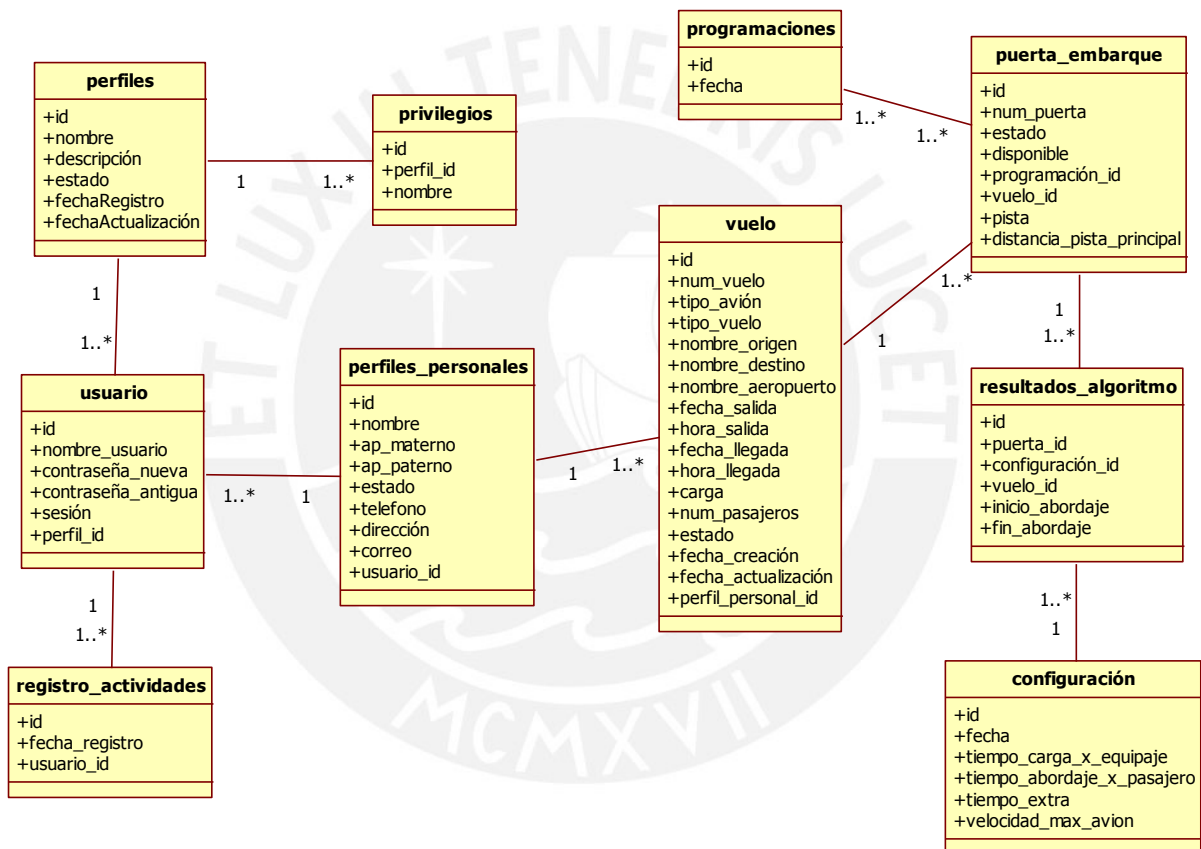 perfiles
+id
+nombre
+descripción
+estado
+fechaRegistro
+fechaActualización
privilegios
+id
+perfil_id
+nombre
programaciones
+id
+fecha
puerta_embarque
+id
+num_puerta
+estado
+disponible
+programación_id
+vuelo_id
+pista
+distancia_pista_principal
1
1..*
1..*
1..*
vuelo
+id
+num_vuelo
+tipo_avión
+tipo_vuelo
+nombre_origen
+nombre_destino
+nombre_aeropuerto
+fecha_salida
+hora_salida
+fecha_llegada
+hora_llegada
+carga
+num_pasajeros
+estado
+fecha_creación
+fecha_actualización
+perfil_personal_id
1
1..*
1..*
1
1
1..*
usuario
+id
+nombre_usuario
+contraseña_nueva
+contraseña_antigua
+sesión
+perfil_id
perfiles_personales
+id
+nombre
+ap_materno
+ap_paterno
+estado
+telefono
+dirección
+correo
+usuario_id
resultados_algoritmo
+id
+puerta_id
+configuración_id
+vuelo_id
+inicio_abordaje
+fin_abordaje
1..*
1
1
1..*
1
1..*
1..*
1
registro_actividades
+id
+fecha_registro
+usuario_id
configuración
+id
+fecha
+tiempo_carga_x_equipaje
+tiempo_abordaje_x_pasajero
+tiempo_extra
+velocidad_max_avion
ET LUX IN TENEBRIS LUCET
MCMXVII